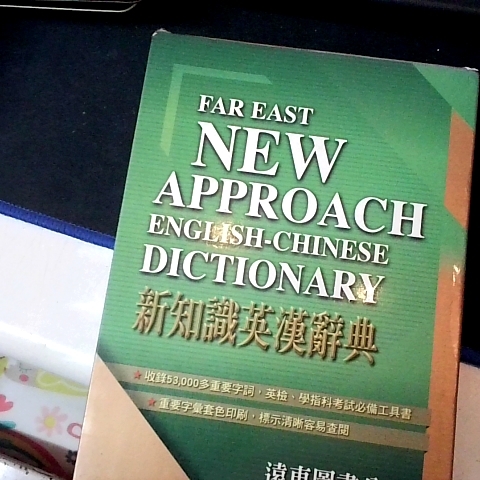 FAR EAST
NEW
APPROACH
ENGLISH-CHINESE
DICTIONARY
新知識英漢辭典
★收錄53,000多重要字詞，英檢、學指科考試必備工具書
★重要字彙套色印刷，標示清晰容易查閱
遠東圖書